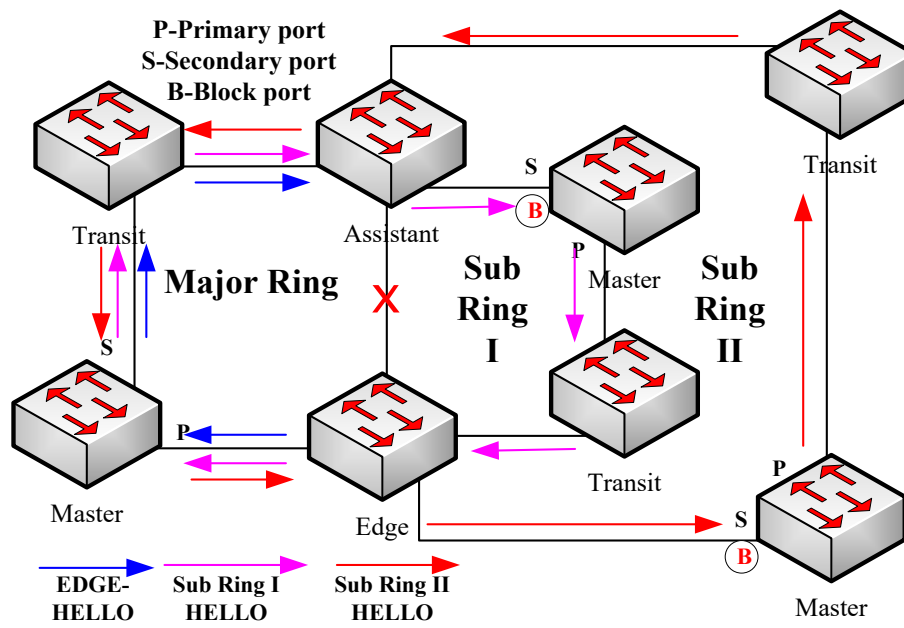 P-Primary port
S-Secondary port
B-Block port
Transit
Assistant
S
B
P
Master
Transit
Major Ring
Sub
Ring
I
Sub
Ring
II
X
S
P
Master
Edge
Transit
P
S
B
Master
EDGE-
HELLO
Sub Ring I
HELLO
Sub Ring II
HELLO